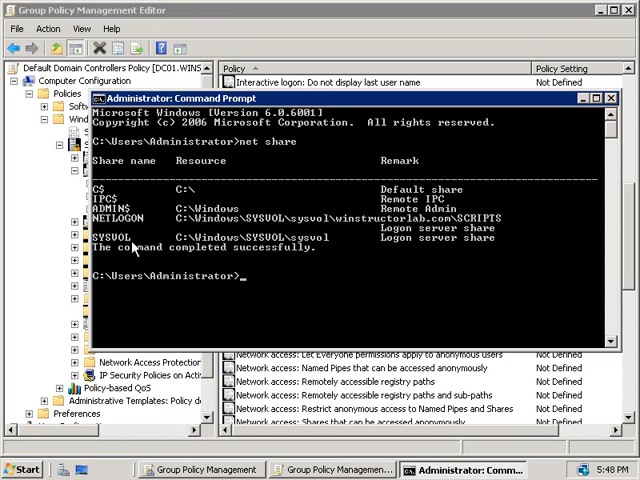 Group Policy Management Editor
File Action View Help
Default Domain Controllers Policy [DC01.WINS
Computer Configuration
Policies
Softw
Wind
Policy
Policy Setting
Interactive logon: Do not display last user name
Not Defined
Administrator: Command Prompt
Microsoft Windows [Version 6.0.6001]
Copyright (c) 2006 Microsoft Corporation. All rights reserved.
C:\Users\Administrator>net share
Share name Resource Remark
-------------------------------------------------------------------------------
C$ C:\ Default share
IPC$ Remote IPC
ADMIN$ C:\Windows Remote Admin
NETLOGON C:\Windows\SYSVOL\sysvol\winstructorlab.com\SCRIPTS
Logon server share
SYSVOL C:\Windows\SYSVOL\sysvol Logon server share
The command completed successfully.
C:\Users\Administrator>_
Network Access Protection
IP Security Policies on Acti
Policy-based QoS
Administrative Templates: Policy de
Preferences
Network access: Let Everyone permissions apply to anonymous users Not Defined
Network access: Named Pipes that can be accessed anonymously Not Defined
Network access: Remotely accessible registry paths Not Defined
Network access: Remotely accessible registry paths and sub-paths Not Defined
Network access: Restrict anonymous access to Named Pipes and Shares Not Defined
Network access: Shares that can be accessed anonymously Not Defined
Start
Group Policy Management
Group Policy Managemen...
Administrator: Comm...
5:48 PM